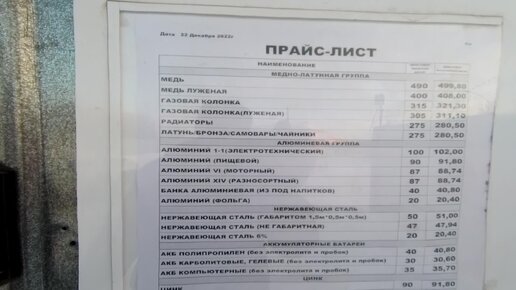 Дата 22 Декабря 2022г
ПРАЙС-ЛИСТ
НАИМЕНОВАНИЕ
МЕДНО-ЛАТУННАЯ ГРУППА
МЕДЬ 490 499,80
МЕДЬ ЛУЖЕНАЯ 400 408,00
ГАЗОВАЯ КОЛОНКА 315 321,30
ГАЗОВАЯ КОЛОНКА(ЛУЖЕНАЯ) 305 311,10
РАДИАТОРЫ 275 280,50
ЛАТУНЬ/БРОНЗА/САМОВАРЫ/ЧАЙНИКИ 275 280,50
АЛЮМИНЕВАЯ ГРУППА
АЛЮМИНИЙ 1-1(ЭЛЕКТРОТЕХНИЧЕСКИЙ) 100 102,00
АЛЮМИНИЙ (ПИЩЕВОЙ) 90 91,80
АЛЮМИНИЙ VI (МОТОРНЫЙ) 87 88,74
АЛЮМИНИЙ XIV (РАЗНОСОРТНЫЙ) 87 88,74
БАНКА АЛЮМИНИЕВАЯ (ИЗ ПОД НАПИТКОВ) 40 40,80
АЛЮМИНИЙ (ФОЛЬГА) 20 20,40
НЕРЖАВЕЮЩАЯ СТАЛЬ
НЕРЖАВЕЮЩАЯ СТАЛЬ (ГАБАРИТОМ 1,5м*0,5м*0,5м) 50 51,00
НЕРЖАВЕЮЩАЯ СТАЛЬ (НЕ ГАБАРИТНАЯ) 47 47,94
НЕРЖАВЕЮЩАЯ СТАЛЬ 6% 20 20,40
АККУМУЛЯТОРНЫЕ БАТАРЕИ
АКБ ПОЛИПРОПИЛЕН (без электролита и пробок) 40 40,80
АКБ КАРБОЛИТОВЫЕ, ГЕЛЕВЫЕ (без электролита и пробок) 30 30,60
АКБ КОМПЬЮТЕРНЫЕ (без электролита и пробок) 35 35,70
ЦИНК
ЦИНК 90 91,80